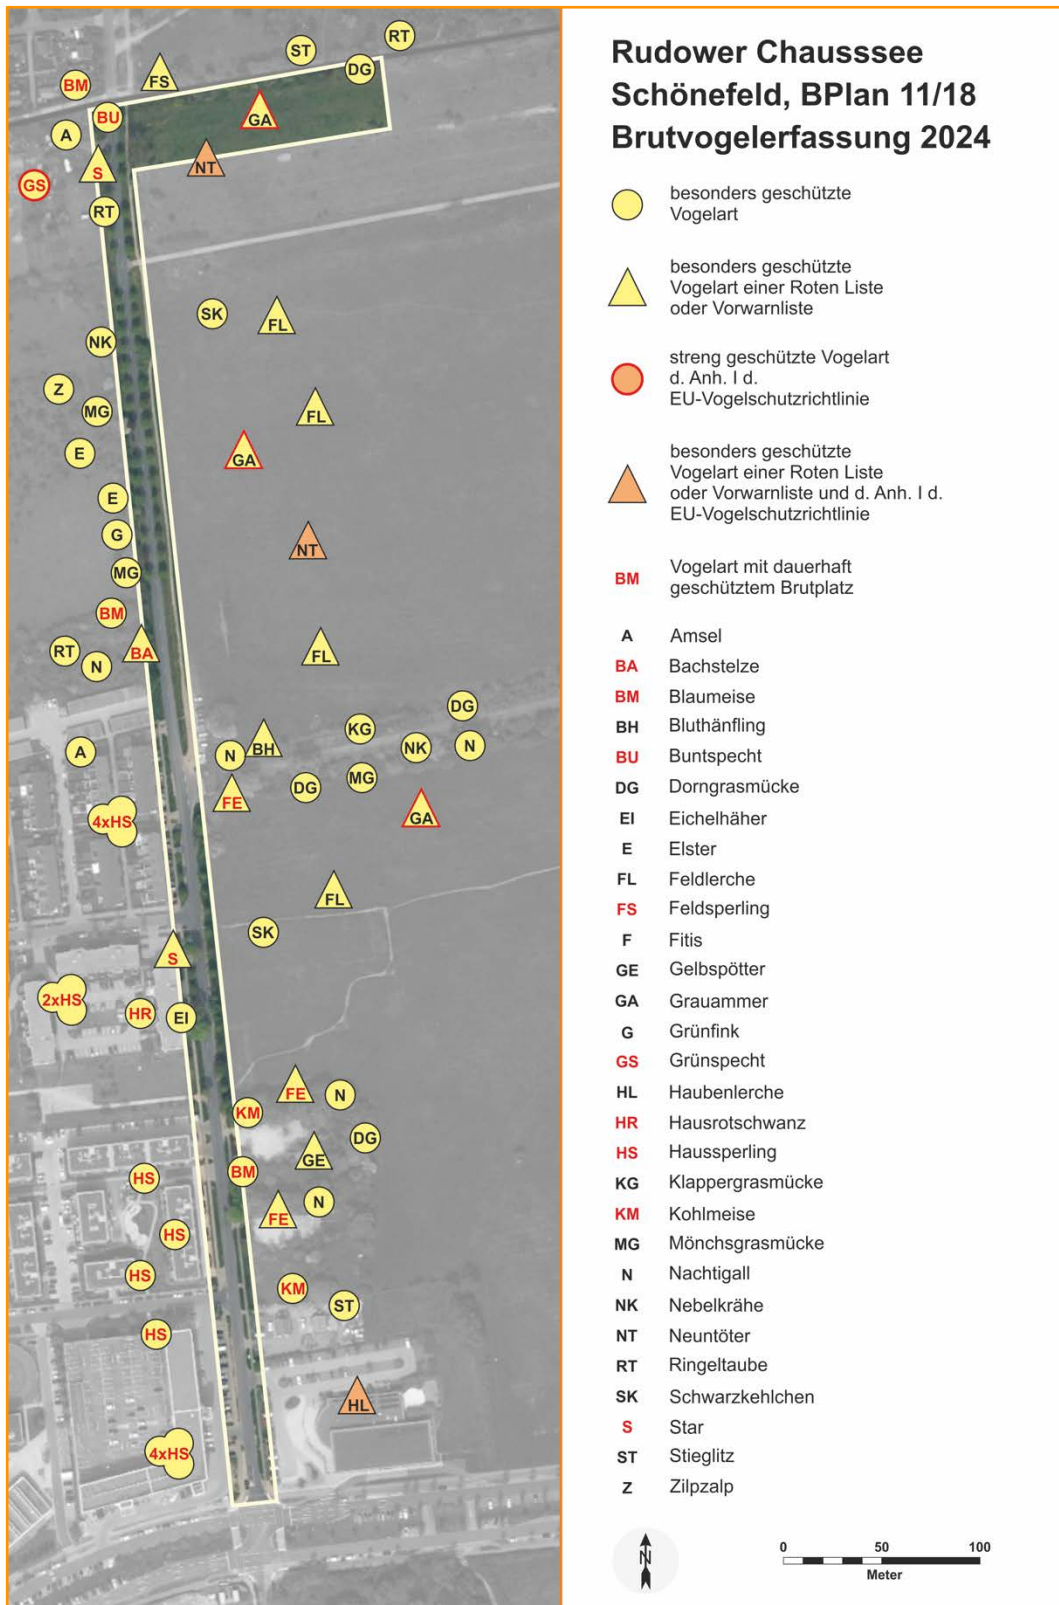 Rudower Chausssee
Schönefeld, BPlan 11/18
Brutvogelerfassung 2024
besonders geschützte
Vogelart
besonders geschützte
Vogelart einer Roten Liste
oder Vorwarnliste
streng geschützte Vogelart
d. Anh. I d.
EU-Vogelschutzrichtlinie
besonders geschützte
Vogelart einer Roten Liste
oder Vorwarnliste und d. Anh. I d.
EU-Vogelschutzrichtlinie
BM Vogelart mit dauerhaft
geschütztem Brutplatz
A Amsel
BA Bachstelze
BM Blaumeise
BH Bluthänfling
BU Buntspecht
DG Dorngrasmücke
EI Eichelhäher
E Elster
FL Feldlerche
FS Feldsperling
F Fitis
GE Gelbspötter
GA Grauammer
G Grünfink
GS Grünspecht
HL Haubenlerche
HR Hausrotschwanz
HS Haussperling
KG Klappergrasmücke
KM Kohlmeise
MG Mönchsgrasmücke
N Nachtigall
NK Nebelkrähe
NT Neuntöter
RT Ringeltaube
SK Schwarzkehlchen
S Star
ST Stieglitz
Z Zilpzalp
N
0 50 100
Meter
RT
ST
DG
FS
BM
GA
BU
A
NT
S
GS
RT
SK
FL
NK
Z
MG
FL
E
GA
E
G
NT
MG
BM
RT
BA
FL
N
DG
KG
BH
NK
N
A
N
MG
DG
FE
GA
4xHS
FL
SK
S
2xHS
HR
EI
FE
N
KM
DG
GE
BM
HS
N
FE
HS
HS
KM
ST
HS
HL
4xHS